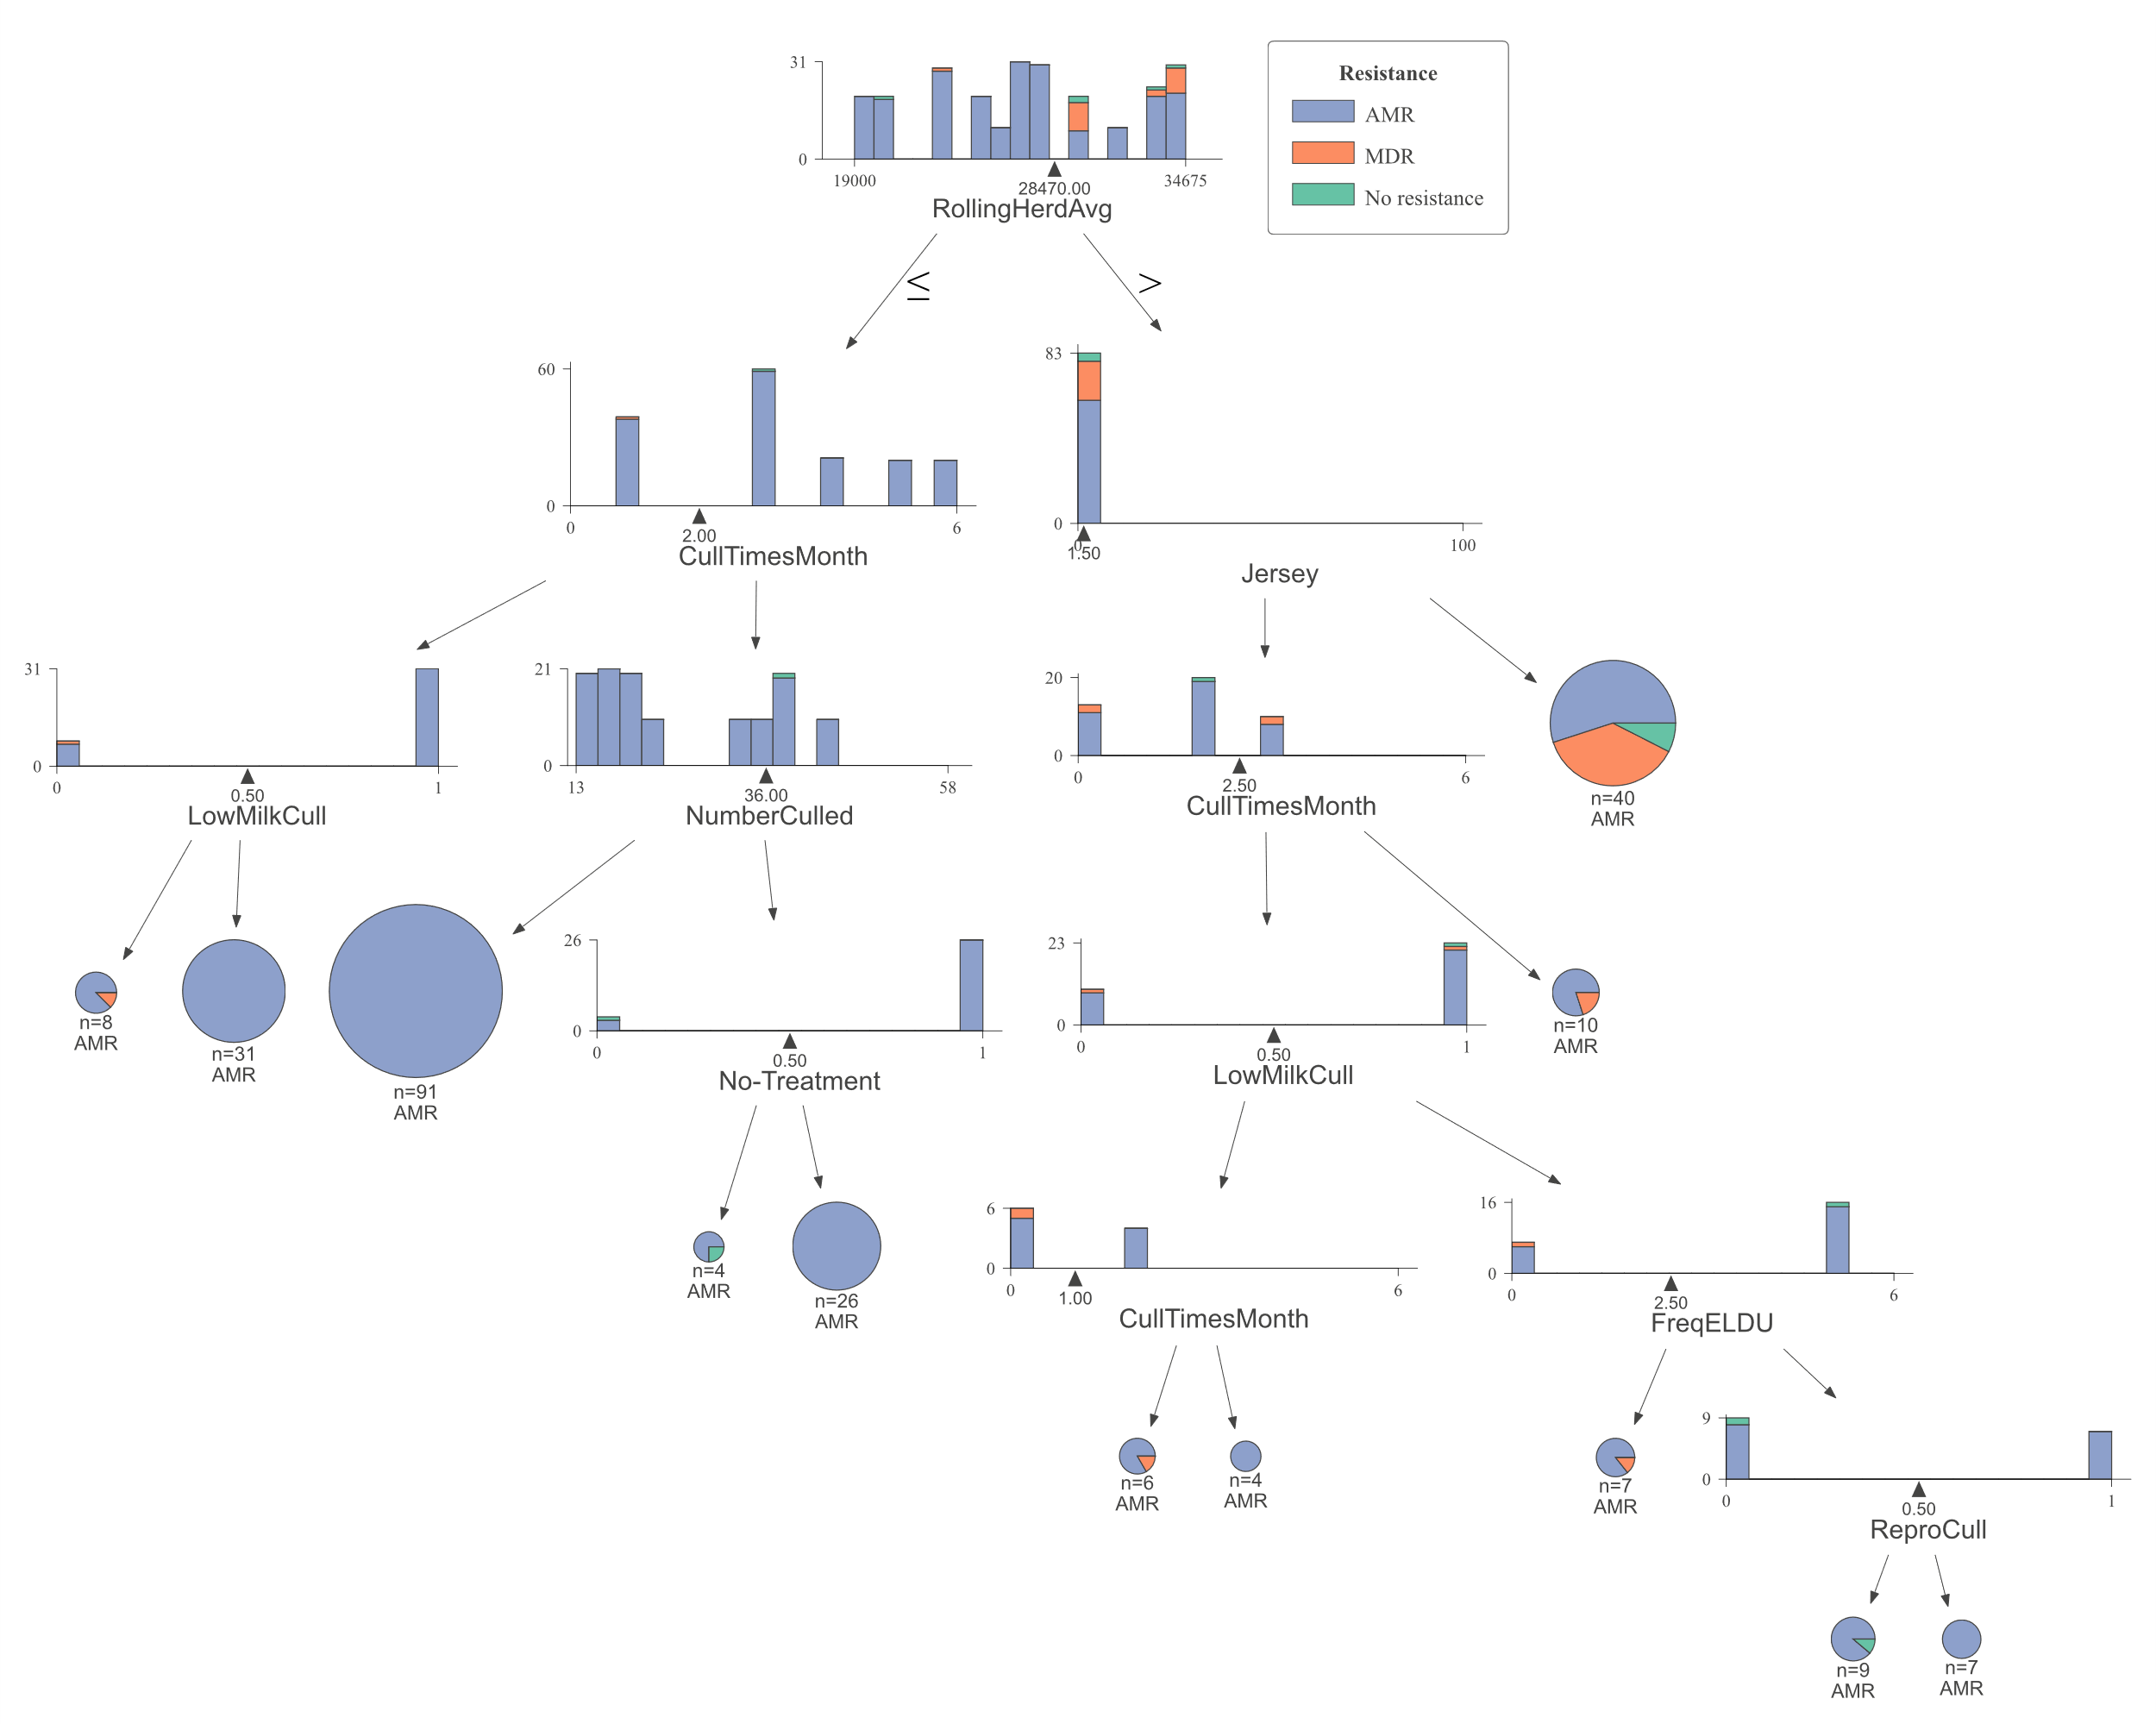 31
0
19000
28470.00
34675
RollingHerdAvg
Resistance
AMR
MDR
No resistance
≤
>
60
0
0
2.00
6
CullTimesMonth
83
0
0
1.50
100
Jersey
31
0
0
0.50
1
LowMilkCull
21
0
13
36.00
58
NumberCulled
20
0
0
2.50
6
CullTimesMonth
n=40
AMR
n=8
AMR
n=31
AMR
n=91
AMR
26
0
0
0.50
1
No-Treatment
23
0
0
0.50
1
LowMilkCull
n=10
AMR
n=4
AMR
n=26
AMR
6
0
0
1.00
6
CullTimesMonth
16
0
0
2.50
6
FreqELDU
n=6
AMR
n=4
AMR
n=7
AMR
9
0
0
0.50
1
ReproCull
n=9
AMR
n=7
AMR